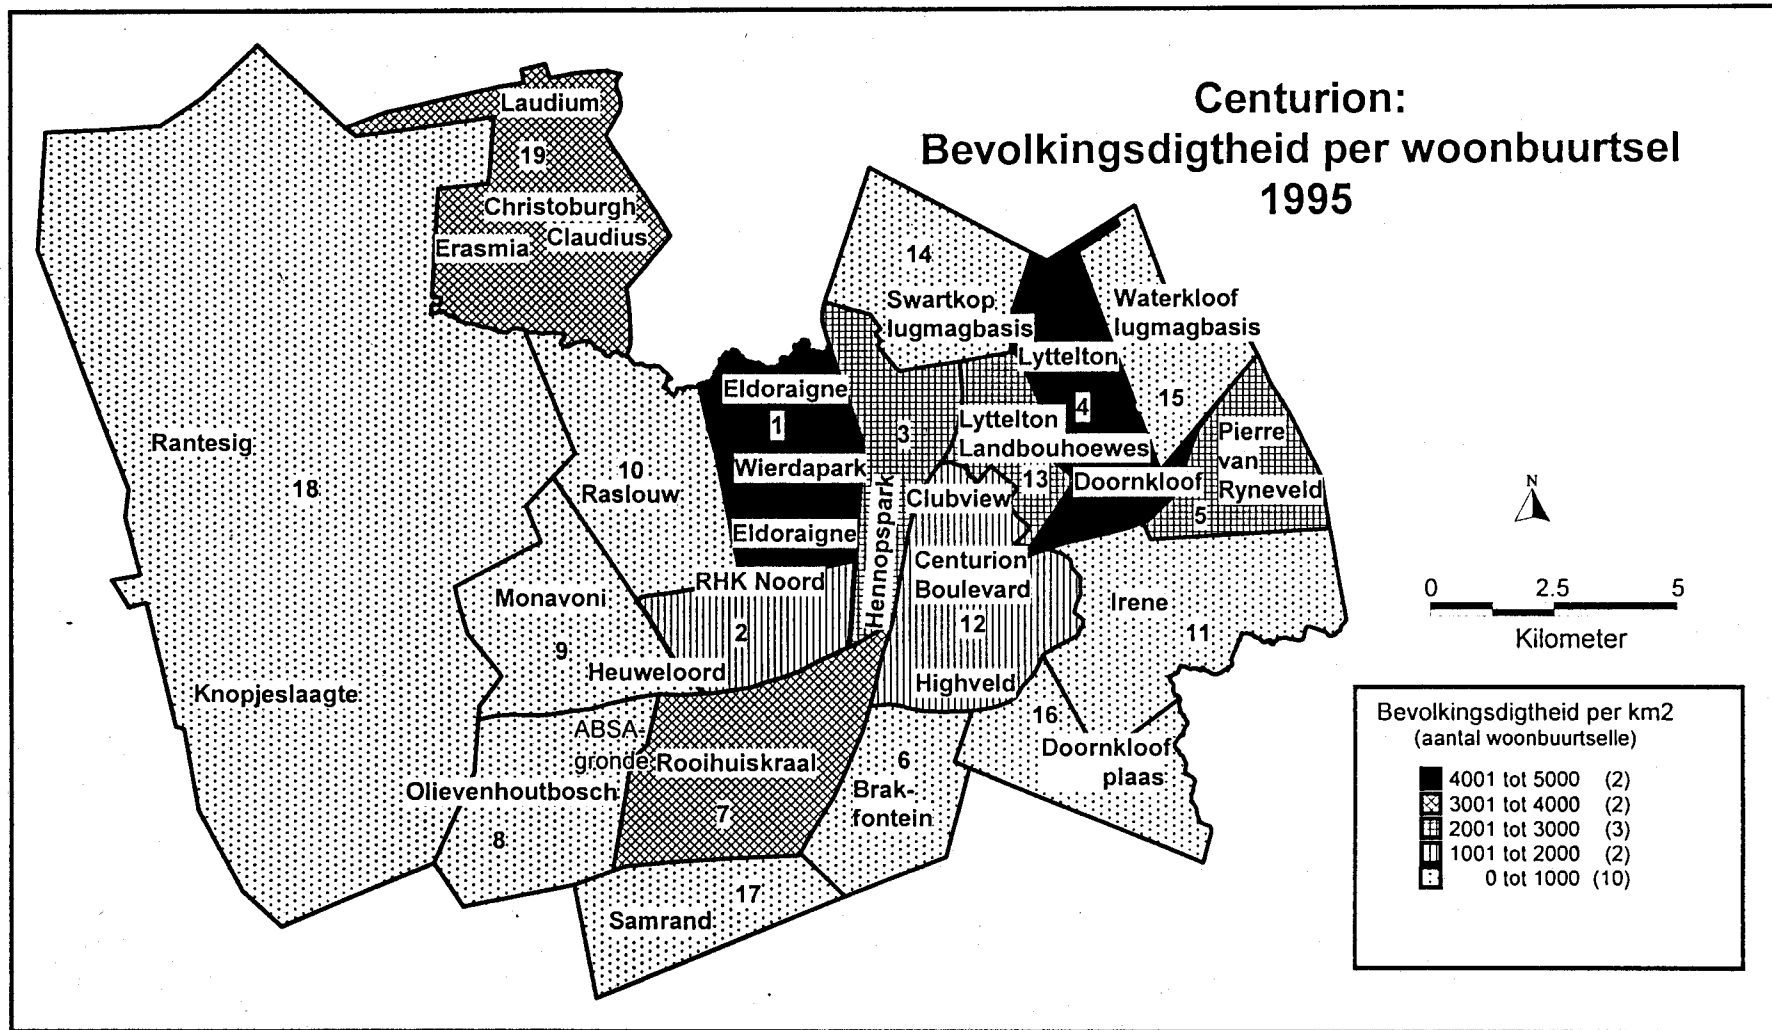 Centurion:
Bevolkingsdigtheid per woonbuurtsel
1995
Laudium
19
Christoburgh
Claudius
Erasmia
14
Swartkop
lugmagbasis
Waterkloof
lugmagbasis
Lyttelton
4
15
Eldoraigne
1
Wierdapark
Eldoraigne
3
Hennopspark
Lyttelton
Landbouhoewes
13
Doornkloof
Pierre
van
Ryneveld
5
Rantesig
18
Knopjeslaagte
10
Raslouw
Clubview
Centurion
Boulevard
12
Highveld
RHK Noord
2
Heuweloord
Monavoni
9
Irene
11
16
Doornkloof
plaas
ABSA-
gronde
Rooihuiskraal
7
Olievenhoutbosch
8
6
Brak-
fontein
17
Samrand
N
0 2.5 5
Kilometer
Bevolkingsdigtheid per km2
(aantal woonbuurtselle)
4001 tot 5000 (2)
3001 tot 4000 (2)
2001 tot 3000 (3)
1001 tot 2000 (2)
0 tot 1000 (10)